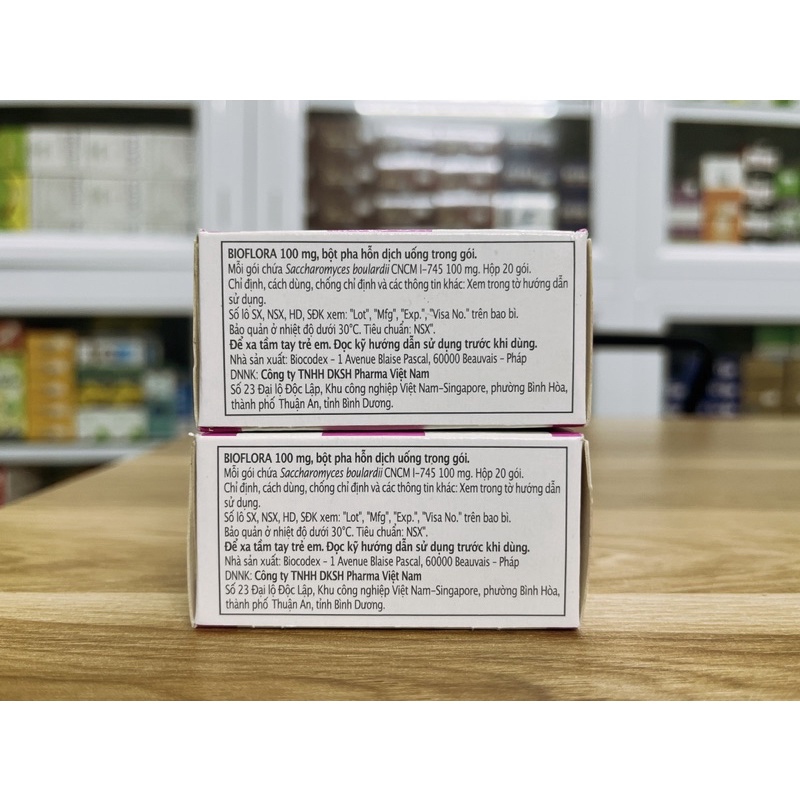 BIOFLORA 100 mg, bột pha hỗn dịch uống trong gói.
Mỗi gói chứa Saccharomyces boulardii CNCM I-745 100 mg. Hộp 20 gói.
Chỉ định, cách dùng, chống chỉ định và các thông tin khác: Xem trong tờ hướng dẫn
sử dụng.
Số lô SX, NSX, HD, SĐK xem: "Lot", "Mfg", "Exp.", "Visa No." trên bao bì.
Bảo quản ở nhiệt độ dưới 30°C. Tiêu chuẩn: NSX".
Để xa tầm tay trẻ em. Đọc kỹ hướng dẫn sử dụng trước khi dùng.
Nhà sản xuất: Biocodex - 1 Avenue Blaise Pascal, 60000 Beauvais - Pháp
DNNK: Công ty TNHH DKSH Pharma Việt Nam
Số 23 Đại lộ Độc Lập, Khu công nghiệp Việt Nam-Singapore, phường Bình Hòa,
thành phố Thuận An, tỉnh Bình Dương.
BIOFLORA 100 mg, bột pha hỗn dịch uống trong gói.
Mỗi gói chứa Saccharomyces boulardii CNCM I-745 100 mg. Hộp 20 gói.
Chỉ định, cách dùng, chống chỉ định và các thông tin khác: Xem trong tờ hướng dẫn
sử dụng.
Số lô SX, NSX, HD, SĐK xem: "Lot", "Mfg", "Exp.", "Visa No." trên bao bì.
Bảo quản ở nhiệt độ dưới 30°C. Tiêu chuẩn: NSX".
Để xa tầm tay trẻ em. Đọc kỹ hướng dẫn sử dụng trước khi dùng.
Nhà sản xuất: Biocodex - 1 Avenue Blaise Pascal, 60000 Beauvais - Pháp
DNNK: Công ty TNHH DKSH Pharma Việt Nam
Số 23 Đại lộ Độc Lập, Khu công nghiệp Việt Nam-Singapore, phường Bình Hòa,
thành phố Thuận An, tỉnh Bình Dương.